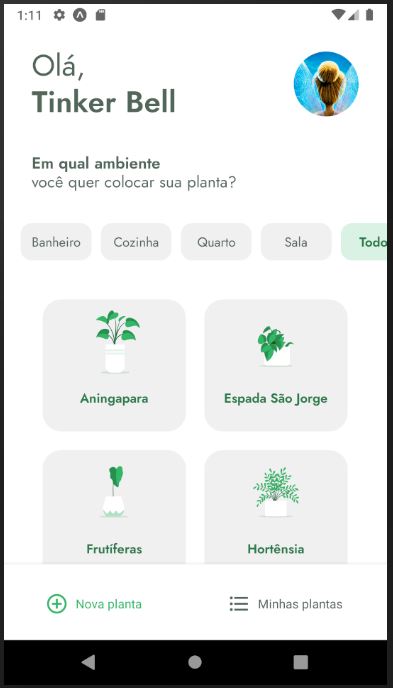 1:11
Olá,
Tinker Bell
Em qual ambiente
você quer colocar sua planta?
Banheiro Cozinha Quarto Sala Todo
Aningapara Espada São Jorge
Frutíferas Hortênsia
Nova planta Minhas plantas